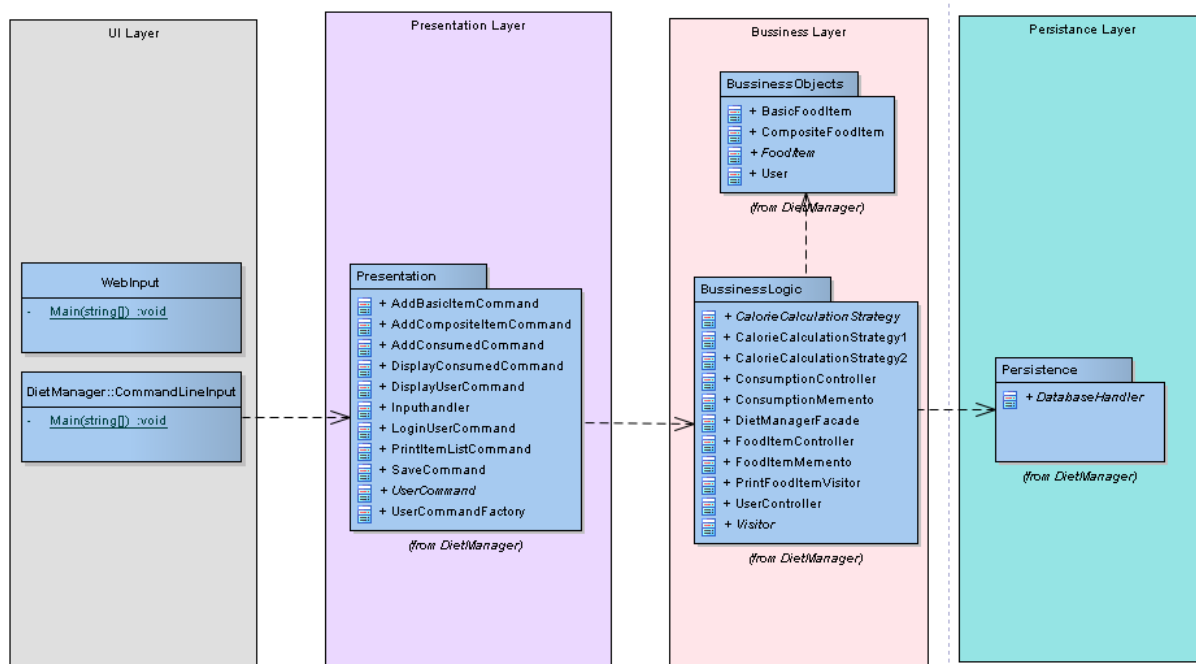 UI Layer
WebInput
- Main(string[]) :void
DietManager::CommandLineInput
- Main(string[]) :void
Presentation Layer
Presentation
+ AddBasicItemCommand
+ AddCompositeItemCommand
+ AddConsumedCommand
+ DisplayConsumedCommand
+ DisplayUserCommand
+ Inputhandler
+ LoginUserCommand
+ PrintItemListCommand
+ SaveCommand
+ UserCommand
+ UserCommandFactory
(from DietManager)
Bussiness Layer
BussinessObjects
+ BasicFoodItem
+ CompositeFoodItem
+ FoodItem
+ User
(from DietManager)
BussinessLogic
+ CalorieCalculationStrategy
+ CalorieCalculationStrategy1
+ CalorieCalculationStrategy2
+ ConsumptionController
+ ConsumptionMemento
+ DietManagerFacade
+ FoodItemController
+ FoodItemMemento
+ PrintFoodItemVisitor
+ UserController
+ Visitor
(from DietManager)
Persistance Layer
Persistence
+ DatabaseHandler
(from DietManager)